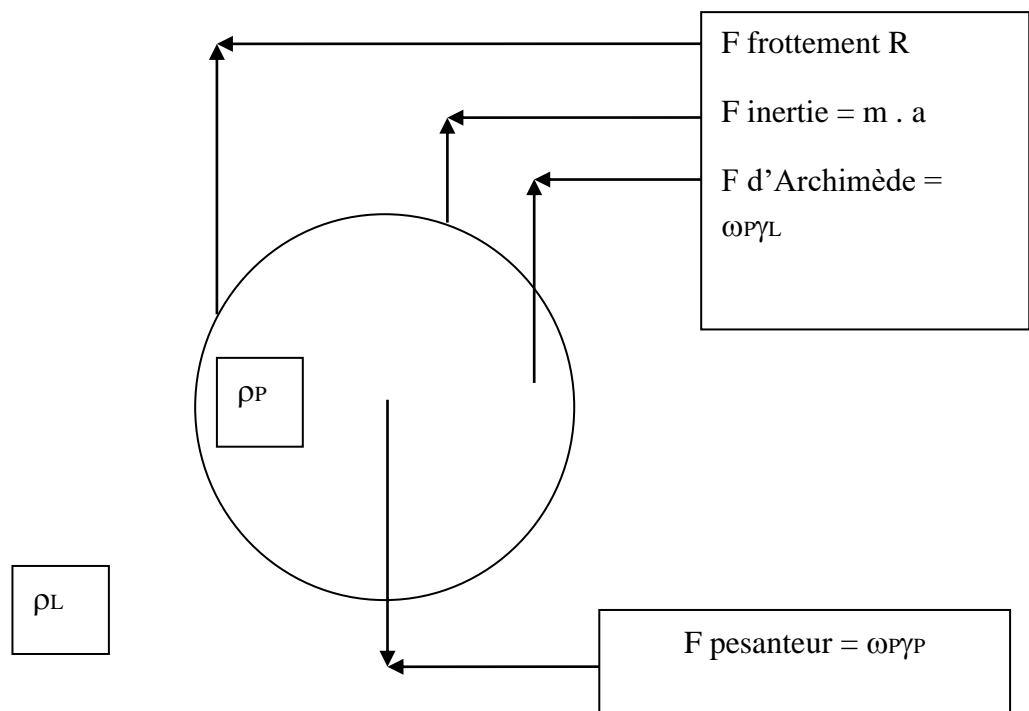 F frottement R
F inertie = m . a
F d’Archimède =
ωPγL
ρP
ρL
F pesanteur = ωPγP